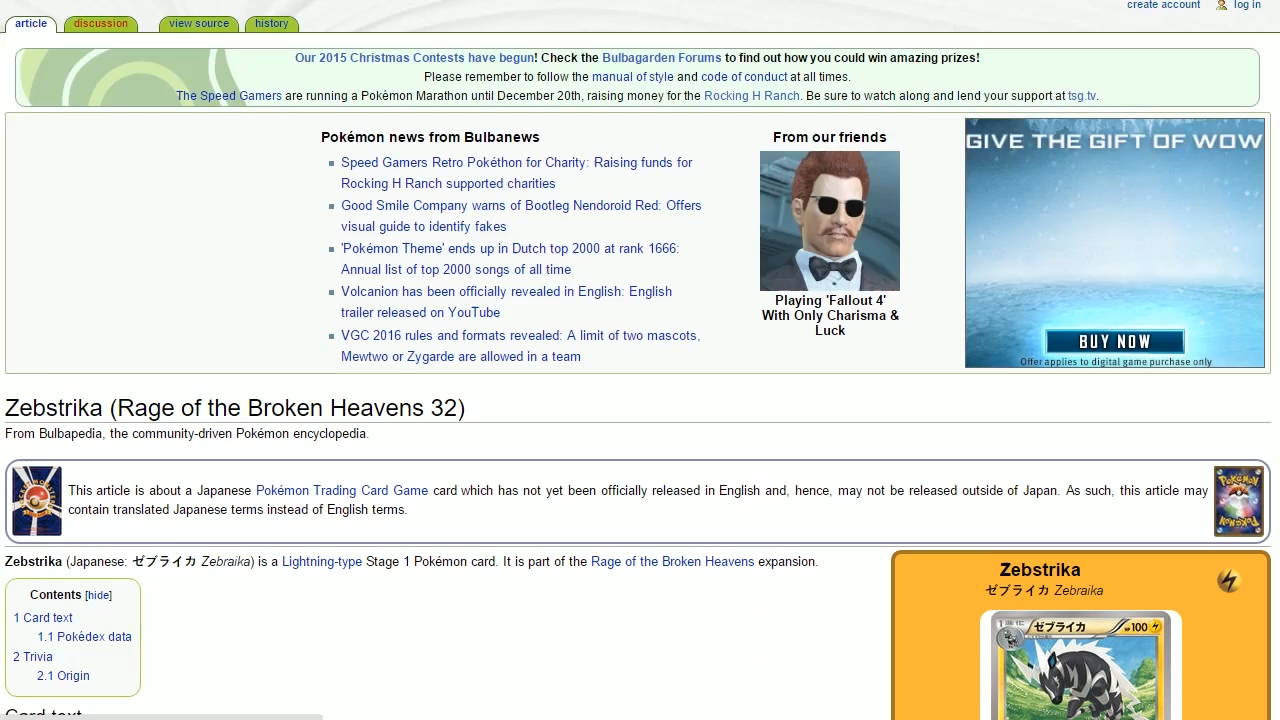 create account log in
article discussion view source history
Our 2015 Christmas Contests have begun! Check the Bulbagarden Forums to find out how you could win amazing prizes!
Please remember to follow the manual of style and code of conduct at all times.
The Speed Gamers are running a Pokémon Marathon until December 20th, raising money for the Rocking H Ranch. Be sure to watch along and lend your support at tsg.tv.
Pokémon news from Bulbanews
Speed Gamers Retro Pokéthon for Charity: Raising funds for
Rocking H Ranch supported charities
Good Smile Company warns of Bootleg Nendoroid Red: Offers
visual guide to identify fakes
'Pokémon Theme' ends up in Dutch top 2000 at rank 1666:
Annual list of top 2000 songs of all time
Volcanion has been officially revealed in English: English
trailer released on YouTube
VGC 2016 rules and formats revealed: A limit of two mascots,
Mewtwo or Zygarde are allowed in a team
From our friends
Playing 'Fallout 4'
With Only Charisma &
Luck
GIVE THE GIFT OF WOW
BUY NOW
Offer applies to digital game purchase only
Zebstrika (Rage of the Broken Heavens 32)
From Bulbapedia, the community-driven Pokémon encyclopedia.
This article is about a Japanese Pokémon Trading Card Game card which has not yet been officially released in English and, hence, may not be released outside of Japan. As such, this article may
contain translated Japanese terms instead of English terms.
Zebstrika (Japanese: ゼブライカ Zebraika) is a Lightning-type Stage 1 Pokémon card. It is part of the Rage of the Broken Heavens expansion.
Contents [hide]
1 Card text
1.1 Pokédex data
2 Trivia
2.1 Origin
Card text
Zebstrika
ゼブライカ Zebraika
ゼブライカ HP100